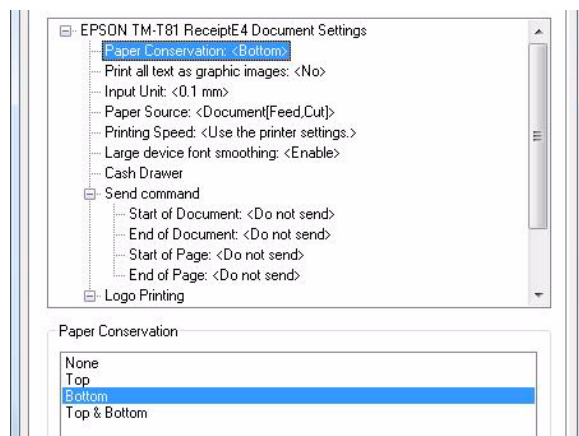 EPSON TM-T81 ReceiptE4 Document Settings
Paper Conservation: <Bottom>
Print all text as graphic images: <No>
Input Unit: <0.1 mm>
Paper Source: <Document[Feed,Cut]>
Printing Speed: <Use the printer settings.>
Large device font smoothing: <Enable>
Cash Drawer
Send command
Start of Document: <Do not send>
End of Document: <Do not send>
Start of Page: <Do not send>
End of Page: <Do not send>
Logo Printing
Paper Conservation
None
Top
Bottom
Top & Bottom